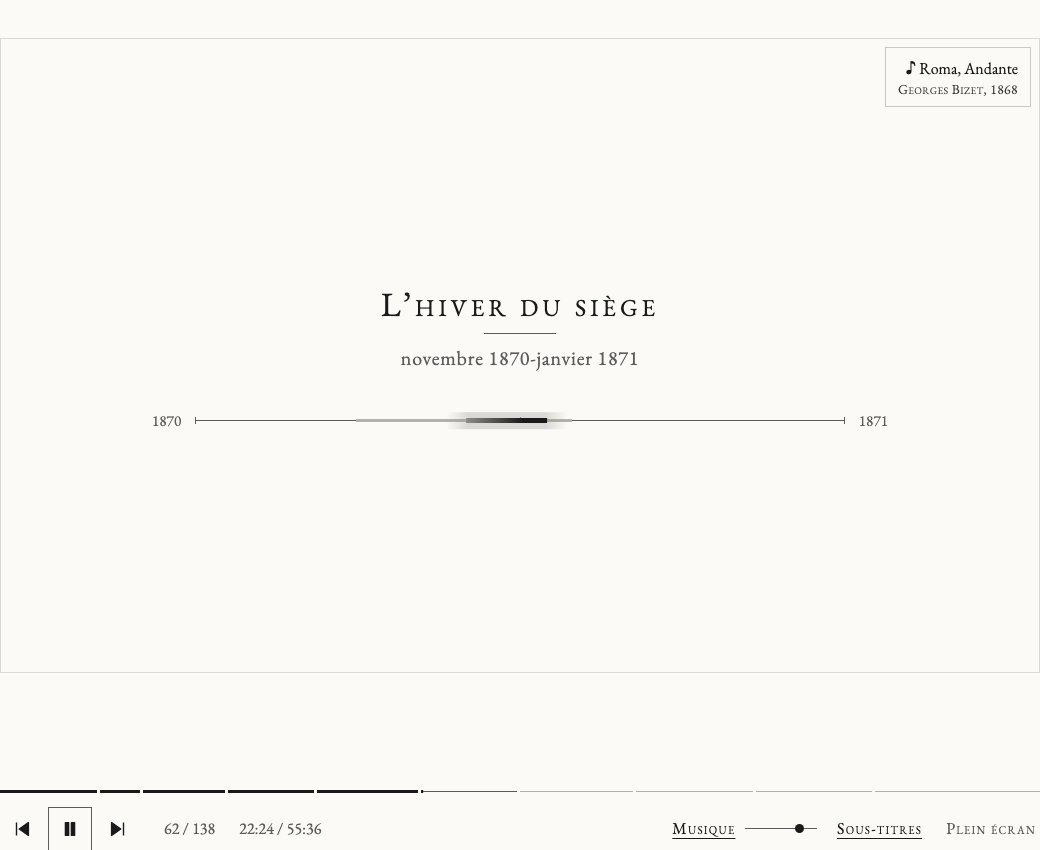 ♪ Roma, Andante
Georges Bizet, 1868
L’hiver du siège
novembre 1870-janvier 1871
1870
1871
62 / 138
22:24 / 55:36
Musique
Sous-titres
Plein écran